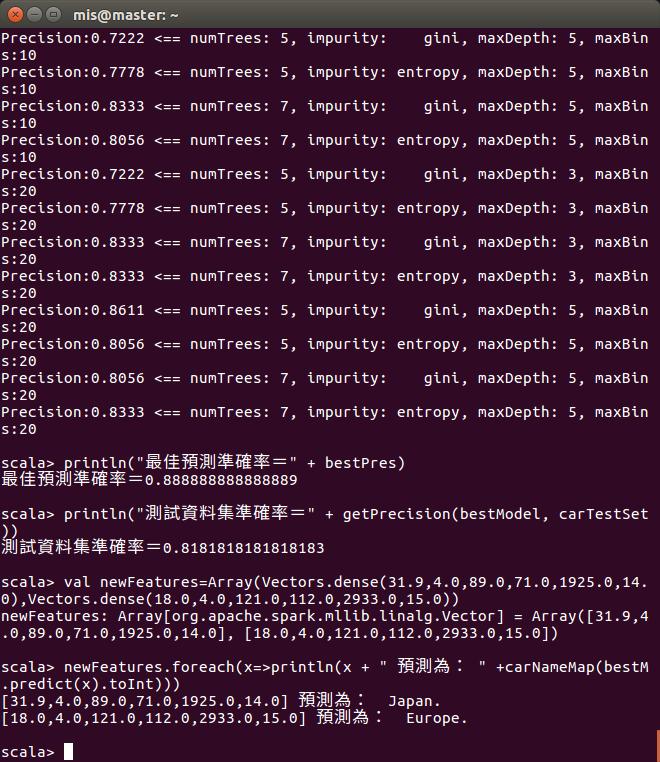 mis@master: ~
Precision:0.7222 <== numTrees: 5, impurity:    gini, maxDepth: 5, maxBin
s:10
Precision:0.7778 <== numTrees: 5, impurity: entropy, maxDepth: 5, maxBin
s:10
Precision:0.8333 <== numTrees: 7, impurity:    gini, maxDepth: 5, maxBin
s:10
Precision:0.8056 <== numTrees: 7, impurity: entropy, maxDepth: 5, maxBin
s:10
Precision:0.7222 <== numTrees: 5, impurity:    gini, maxDepth: 3, maxBin
s:20
Precision:0.7778 <== numTrees: 5, impurity: entropy, maxDepth: 3, maxBin
s:20
Precision:0.8333 <== numTrees: 7, impurity:    gini, maxDepth: 3, maxBin
s:20
Precision:0.8333 <== numTrees: 7, impurity: entropy, maxDepth: 3, maxBin
s:20
Precision:0.8611 <== numTrees: 5, impurity:    gini, maxDepth: 5, maxBin
s:20
Precision:0.8056 <== numTrees: 5, impurity: entropy, maxDepth: 5, maxBin
s:20
Precision:0.8056 <== numTrees: 7, impurity:    gini, maxDepth: 5, maxBin
s:20
Precision:0.8333 <== numTrees: 7, impurity: entropy, maxDepth: 5, maxBin
s:20
scala> println("最佳預測準確率＝" + bestPres)
最佳預測準確率＝0.888888888888889
scala> println("測試資料集準確率＝" + getPrecision(bestModel, carTestSet
))
測試資料集準確率＝0.8181818181818183
scala> val newFeatures=Array(Vectors.dense(31.9,4.0,89.0,71.0,1925.0,14.
0),Vectors.dense(18.0,4.0,121.0,112.0,2933.0,15.0))
newFeatures: Array[org.apache.spark.mllib.linalg.Vector] = Array([31.9,4
.0,89.0,71.0,1925.0,14.0], [18.0,4.0,121.0,112.0,2933.0,15.0])
scala> newFeatures.foreach(x=>println(x + " 預測為： " +carNameMap(bestM
.predict(x).toInt)))
[31.9,4.0,89.0,71.0,1925.0,14.0] 預測為：  Japan.
[18.0,4.0,121.0,112.0,2933.0,15.0] 預測為：  Europe.
scala>